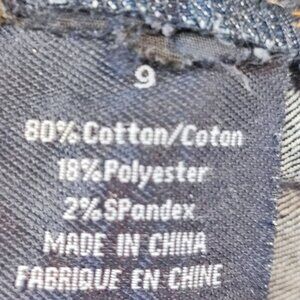 9
80% Cotton/Coton
18% Polyester
2% SPandex
MADE IN CHINA
FABRIQUE EN CHINE